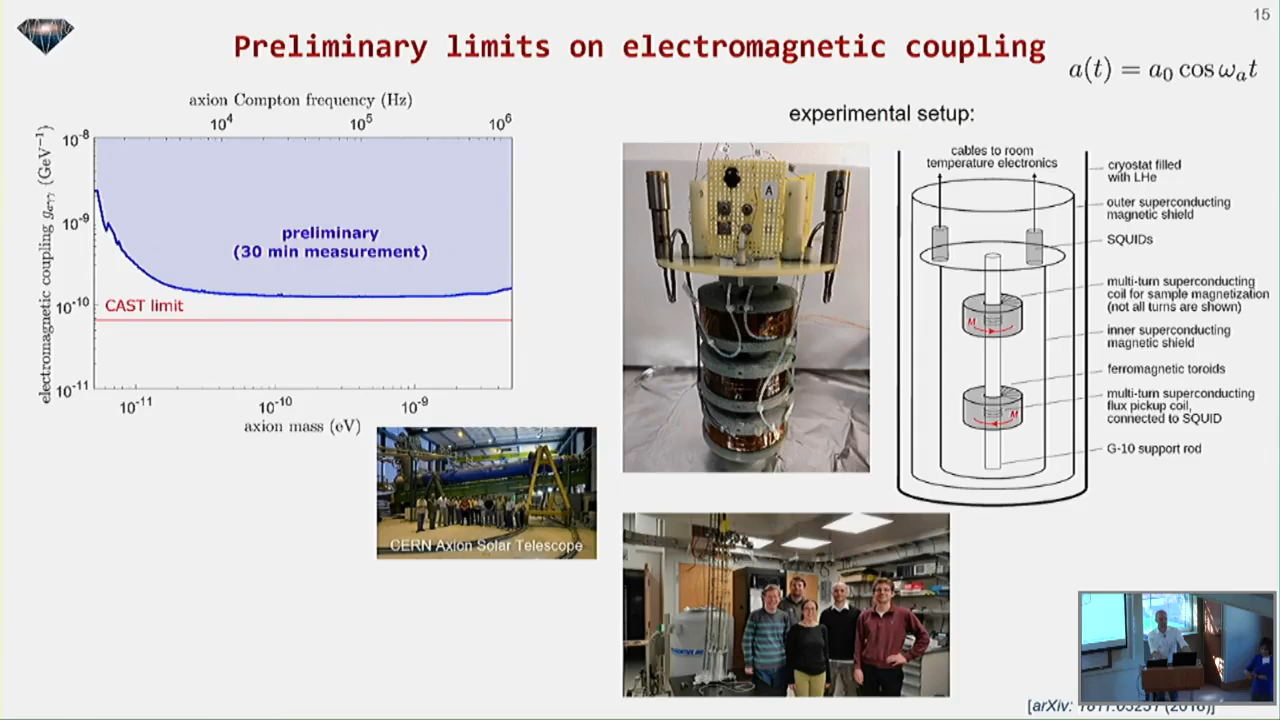 15
Preliminary limits on electromagnetic coupling
a(t) = a₀ cos ωₐt
axion Compton frequency (Hz)
10⁴ 10⁵ 10⁶
electromagnetic coupling gₐγγ (GeV⁻¹)
10⁻⁸
10⁻⁹
10⁻¹⁰
10⁻¹¹
preliminary
(30 min measurement)
CAST limit
10⁻¹¹ 10⁻¹⁰ 10⁻⁹
axion mass (eV)
CERN Axion Solar Telescope
experimental setup:
A
cables to room
temperature electronics
cryostat filled
with LHe
outer superconducting
magnetic shield
SQUIDs
multi-turn superconducting
coil for sample magnetization
(not all turns are shown)
inner superconducting
magnetic shield
ferromagnetic toroids
multi-turn superconducting
flux pickup coil,
connected to SQUID
G-10 support rod
M
M
[arXiv: